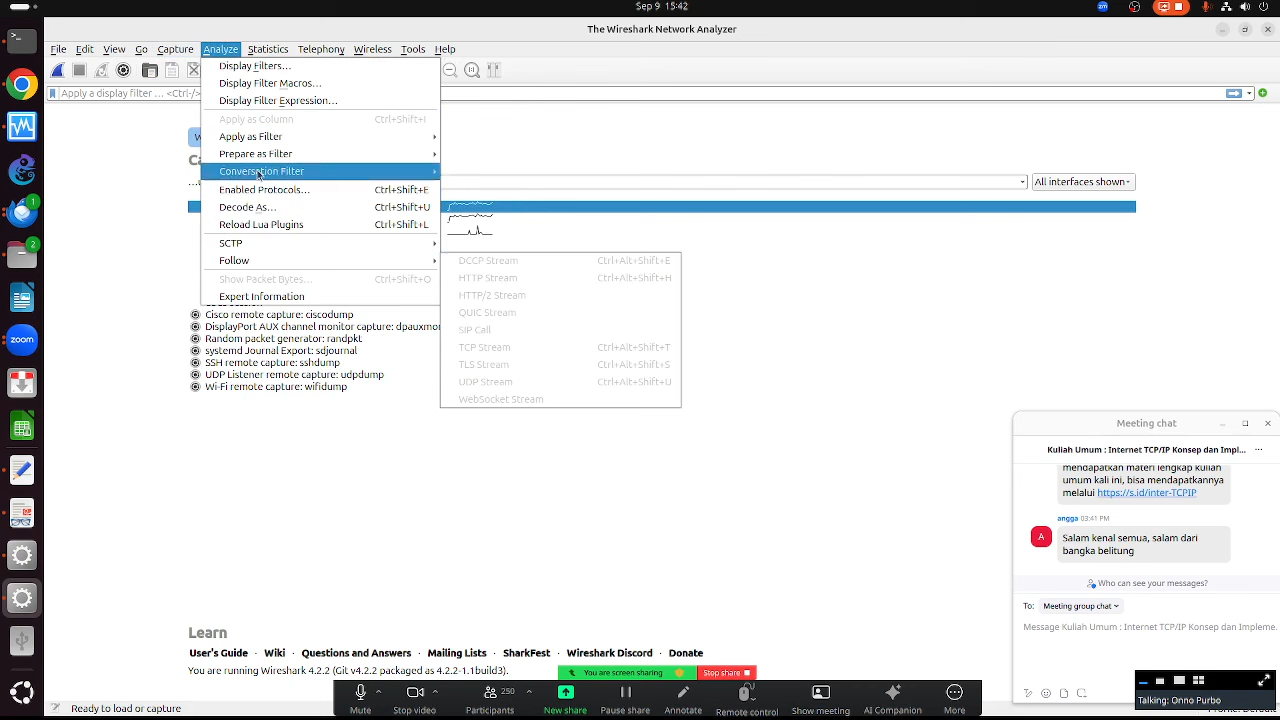 Sep 9 15:42
zm
The Wireshark Network Analyzer
File Edit View Go Capture Analyze Statistics Telephony Wireless Tools Help
Apply a display filter … <Ctrl-/>
Display Filters…
Display Filter Macros…
Display Filter Expression…
Apply as Column Ctrl+Shift+I
Apply as Filter
Prepare as Filter
Conversation Filter
Enabled Protocols… Ctrl+Shift+E
Decode As… Ctrl+Shift+U
Reload Lua Plugins Ctrl+Shift+L
SCTP
Follow
Show Packet Bytes… Ctrl+Shift+O
Expert Information
All interfaces shown
DCCP Stream Ctrl+Alt+Shift+E
HTTP Stream Ctrl+Alt+Shift+H
HTTP/2 Stream
QUIC Stream
SIP Call
TCP Stream Ctrl+Alt+Shift+T
TLS Stream Ctrl+Alt+Shift+S
UDP Stream Ctrl+Alt+Shift+U
WebSocket Stream
Cisco remote capture: ciscodump
DisplayPort AUX channel monitor capture: dpauxmon
Random packet generator: randpkt
systemd Journal Export: sdjournal
SSH remote capture: sshdump
UDP Listener remote capture: udpdump
Wi-Fi remote capture: wifidump
1
2
zoom
Meeting chat
Kuliah Umum : Internet TCP/IP Konsep dan Impl...
mendapatkan materi lengkap kuliah
umum kali ini, bisa mendapatkannya
melalui https://s.id/inter-TCPIP
angga 03:41 PM
A
Salam kenal semua, salam dari
bangka belitung
Who can see your messages?
To: Meeting group chat
Message Kuliah Umum : Internet TCP/IP Konsep dan Impleme.
Learn
User's Guide · Wiki · Questions and Answers · Mailing Lists · SharkFest · Wireshark Discord · Donate
You are running Wireshark 4.2.2 (Git v4.2.2 packaged as 4.2.2-1.1build3).
You are screen sharing Stop share
250
Mute Stop video Participants New share Pause share Annotate Remote control Show meeting AI Companion More
Talking: Onno Purbo
Ready to load or capture